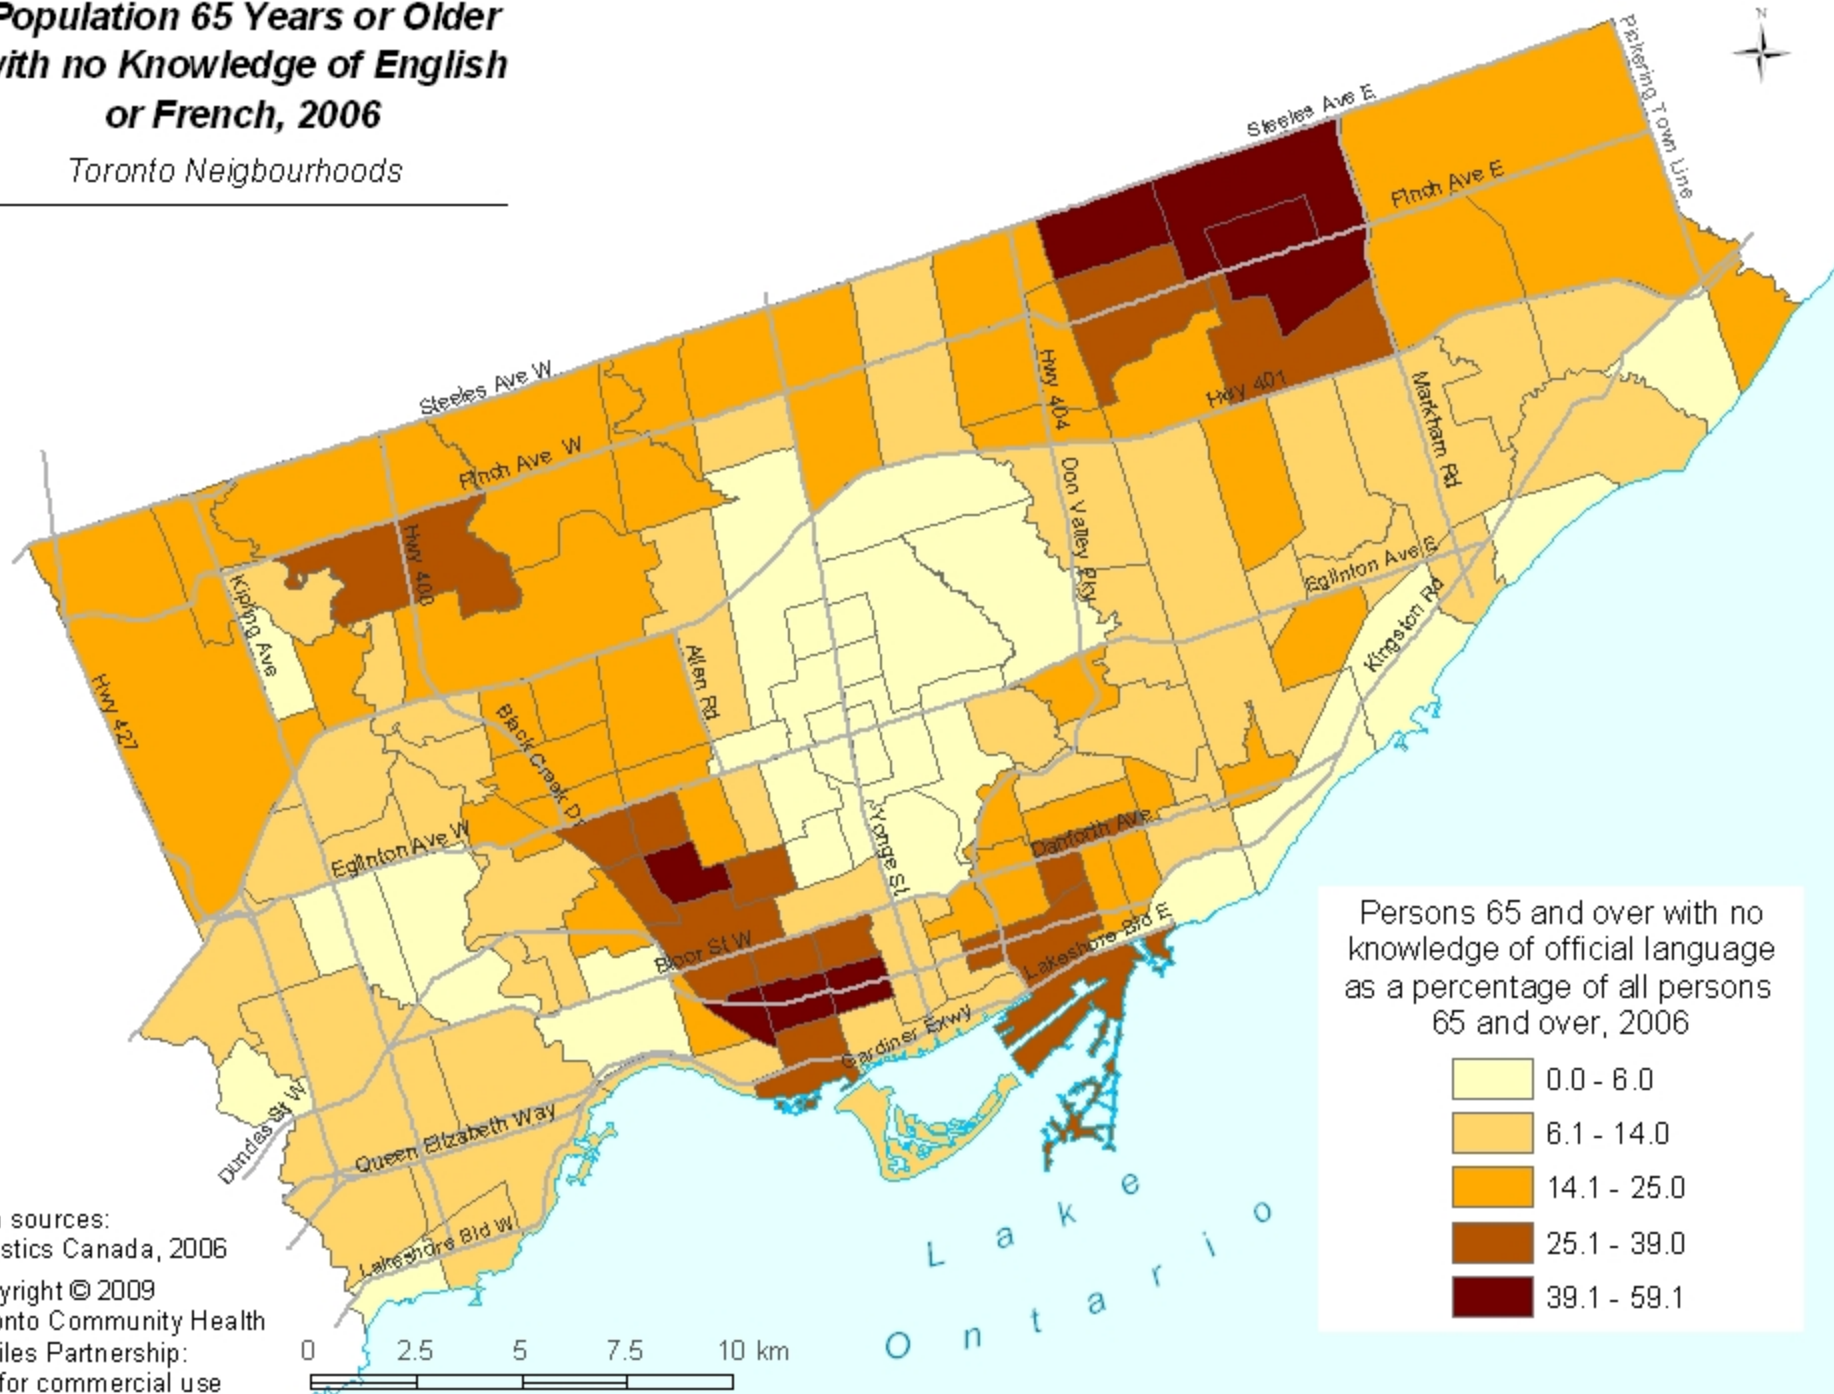 Population 65 Years or Older
with no Knowledge of English
or French, 2006
Toronto Neigbourhoods
N
Pickering Town Line
Steeles Ave E
Finch Ave E
Steeles Ave W
Finch Ave W
Hwy 404
Hwy 401
Markham Rd
Don Valley Pky
Hwy 400
Kipling Ave
Eglinton Ave E
Kingston Rd
Hwy 427
Allen Rd
Black Creek Dr
Eglinton Ave W
Yonge St
Danforth Ave
Bloor St W
Lakeshore Bld E
Gardiner Exwy
Dundas St W
Queen Elizabeth Way
Lakeshore Bld W
Lake
Ontario
Persons 65 and over with no
knowledge of official language
as a percentage of all persons
65 and over, 2006
0.0 - 6.0
6.1 - 14.0
14.1 - 25.0
25.1 - 39.0
39.1 - 59.1
sources:
stics Canada, 2006
yright © 2009
onto Community Health
iles Partnership:
for commercial use
0 2.5 5 7.5 10 km